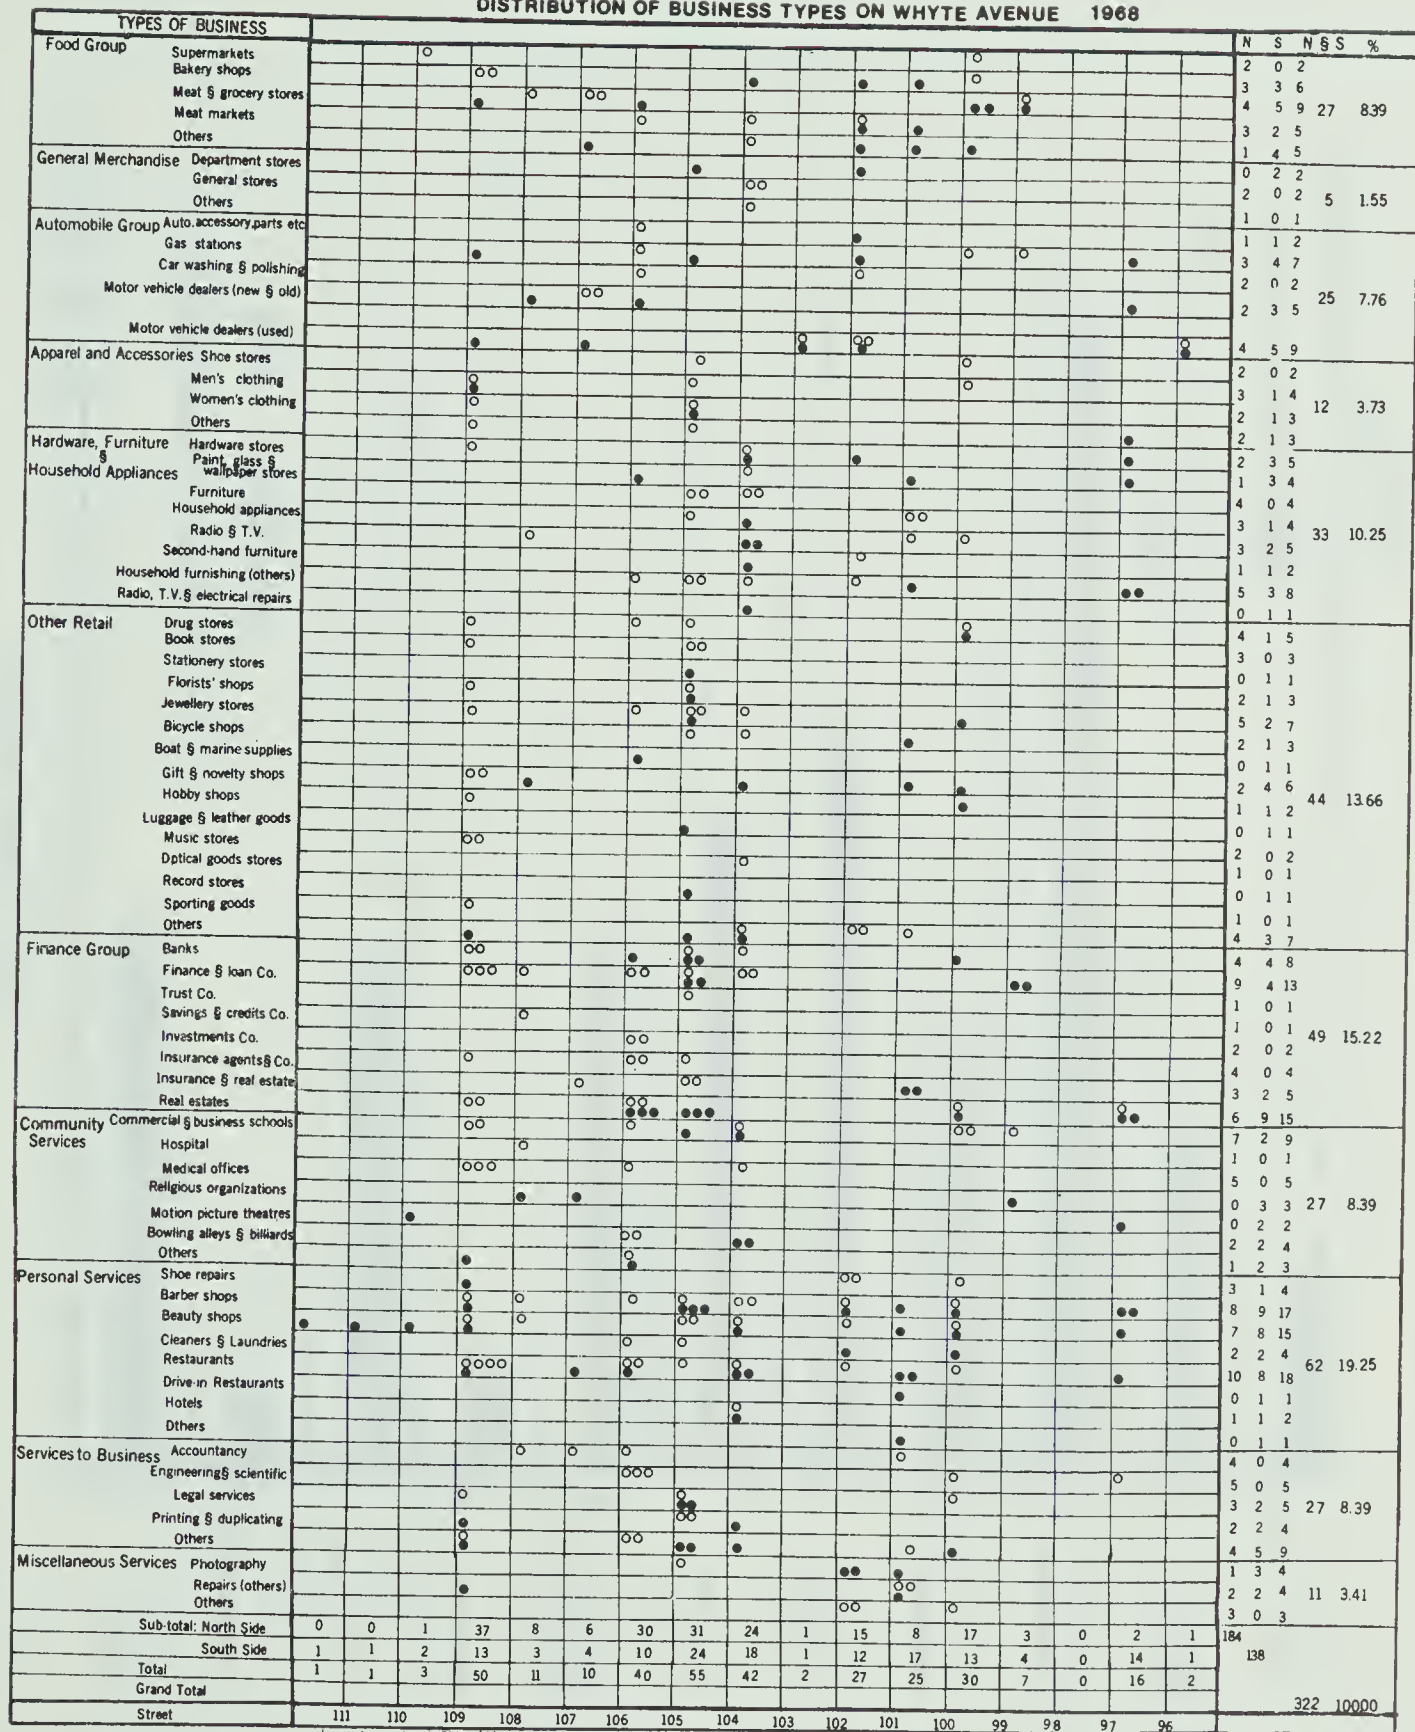 DISTRIBUTION OF BUSINESS TYPES ON WHYTE AVENUE 1968
TYPES OF BUSINESS N S N § S %
Food Group Supermarkets 2 0 2
Bakery shops 3 3 6
Meat § grocery stores 4 5 9 27 8.39
Meat markets 3 2 5
Others 1 4 5
General Merchandise Department stores 0 2 2
General stores 2 0 2 5 1.55
Others 1 0 1
Automobile Group Auto.accessory,parts etc 1 1 2
Gas stations 3 4 7
Car washing § polishing 2 0 2
Motor vehicle dealers (new § old) 2 3 5 25 7.76
Motor vehicle dealers (used) 4 5 9
Apparel and Accessories Shoe stores 2 0 2
Men's clothing 3 1 4
Women's clothing 2 1 3 12 3.73
Others 2 1 3
Hardware, Furniture Hardware stores 2 3 5
§ Paint, glass §
Household Appliances wallpaper stores 1 3 4
Furniture 4 0 4
Household appliances 3 1 4
Radio § T.V. 3 2 5 33 10.25
Second-hand furniture 1 1 2
Household furnishing (others) 5 3 8
Radio, T.V. § electrical repairs 0 1 1
Other Retail Drug stores 4 1 5
Book stores 3 0 3
Stationery stores 0 1 1
Florists' shops 2 1 3
Jewellery stores 5 2 7
Bicycle shops 2 1 3
Boat § marine supplies 0 1 1
Gift § novelty shops 2 4 6
Hobby shops 1 1 2 44 13.66
Luggage § leather goods 0 1 1
Music stores 2 0 2
Optical goods stores 1 0 1
Record stores 0 1 1
Sporting goods 1 0 1
Others 4 3 7
Finance Group Banks 4 4 8
Finance § loan Co. 9 4 13
Trust Co. 1 0 1
Savings § credits Co. 1 0 1
Investments Co. 2 0 2 49 15.22
Insurance agents § Co. 4 0 4
Insurance § real estate 3 2 5
Real estates 6 9 15
Community Services Commercial § business schools 7 2 9
Hospital 1 0 1
Medical offices 5 0 5
Religious organizations 0 3 3 27 8.39
Motion picture theatres 0 2 2
Bowling alleys § billiards 2 2 4
Others 1 2 3
Personal Services Shoe repairs 3 1 4
Barber shops 8 9 17
Beauty shops 7 8 15
Cleaners § Laundries 2 2 4
Restaurants 10 8 18 62 19.25
Drive-in Restaurants 0 1 1
Hotels 1 1 2
Others 0 1 1
Services to Business Accountancy 4 0 4
Engineering § scientific 5 0 5
Legal services 3 2 5 27 8.39
Printing § duplicating 2 2 4
Others 4 5 9
Miscellaneous Services Photography 1 3 4
Repairs (others) 2 2 4 11 3.41
Others 3 0 3
Sub-total: North Side 0 0 1 37 8 6 30 31 24 1 15 8 17 3 0 2 1 184
South Side 1 1 2 13 3 4 10 24 18 1 12 17 13 4 0 14 1 138
Total 1 1 3 50 11 10 40 55 42 2 27 25 30 7 0 16 2
Grand Total 322 10000
Street 111 110 109 108 107 106 105 104 103 102 101 100 99 98 97 96